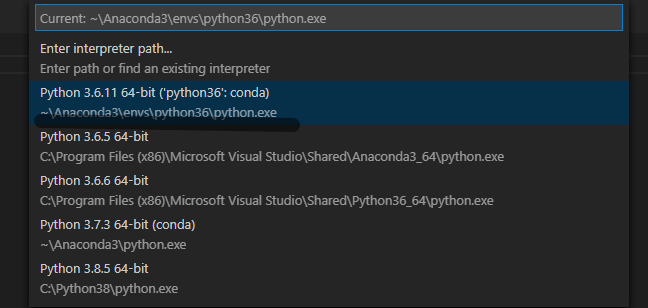 Current: ~\Anaconda3\envs\python36\python.exe
Enter interpreter path...
Enter path or find an existing interpreter
Python 3.6.11 64-bit ('python36': conda)
~\Anaconda3\envs\python36\python.exe
Python 3.6.5 64-bit
C:\Program Files (x86)\Microsoft Visual Studio\Shared\Anaconda3_64\python.exe
Python 3.6.6 64-bit
C:\Program Files (x86)\Microsoft Visual Studio\Shared\Python36_64\python.exe
Python 3.7.3 64-bit (conda)
~\Anaconda3\python.exe
Python 3.8.5 64-bit
C:\Python38\python.exe